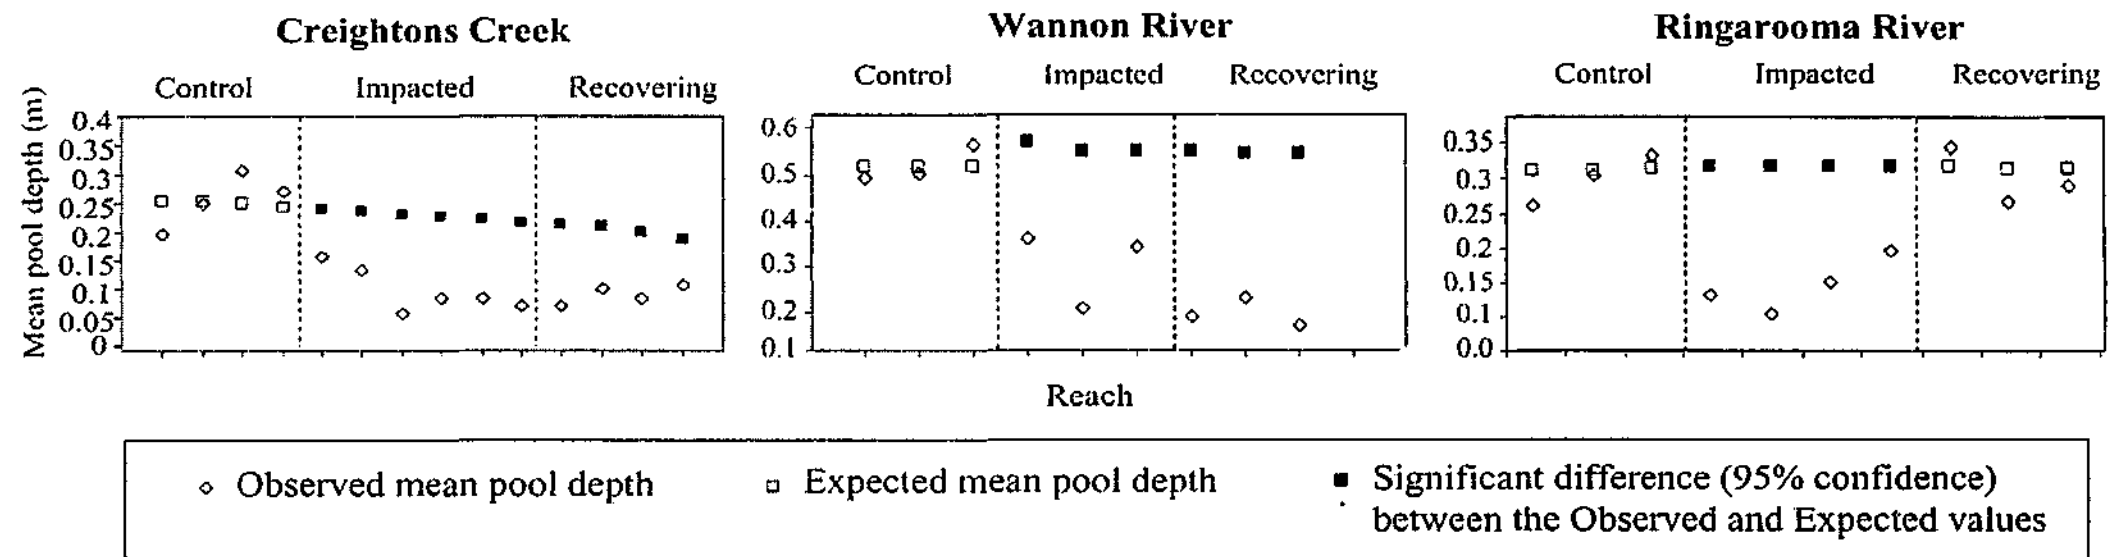 Creightons Creek
Wannon River
Ringarooma River
Control Impacted Recovering
Control Impacted Recovering
Control Impacted Recovering
Mean pool depth (m)
0.4
0.35
0.3
0.25
0.2
0.15
0.1
0.05
0
0.6
0.5
0.4
0.3
0.2
0.1
0.35
0.3
0.25
0.2
0.15
0.1
0.0
Reach
Observed mean pool depth
Expected mean pool depth
Significant difference (95% confidence)
between the Observed and Expected values